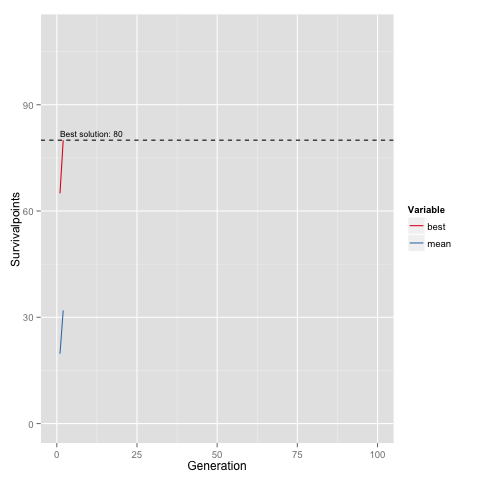 Best solution: 80
90
60
30
0
Survivalpoints
0 25 50 75 100
Generation
Variable
best
mean